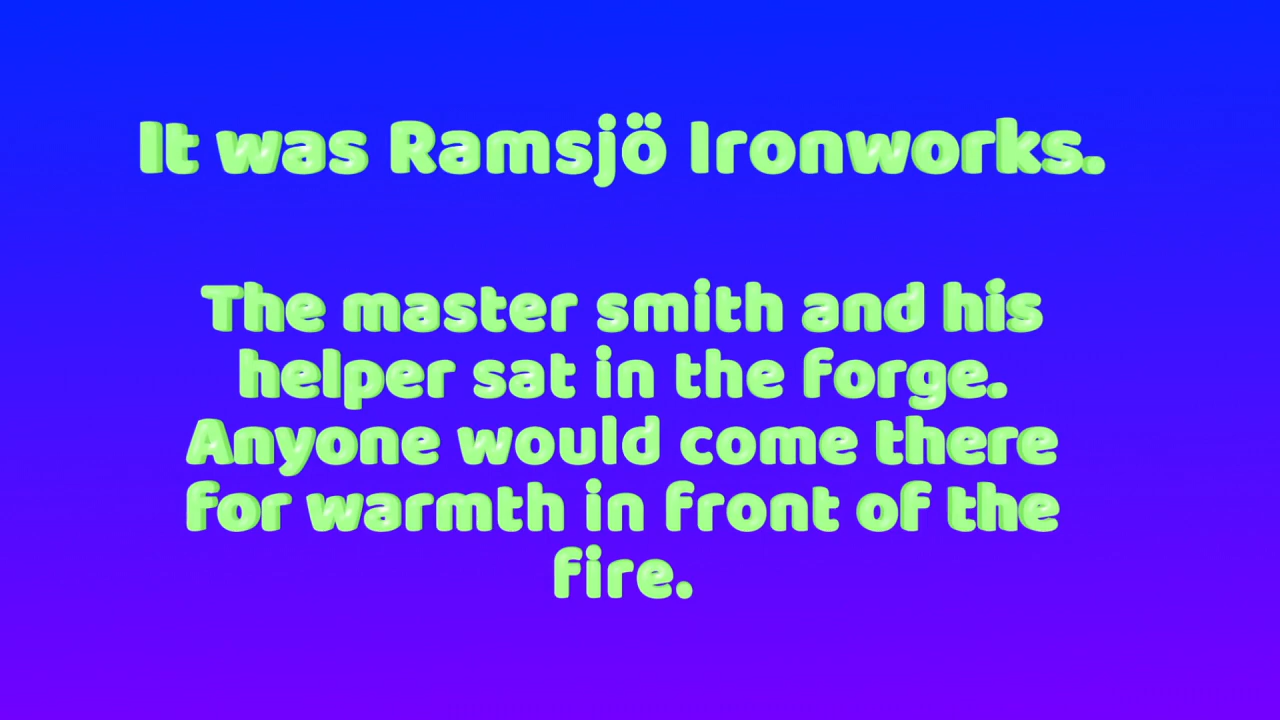 It was Ramsjö Ironworks.
The master smith and his
helper sat in the forge.
Anyone would come there
for warmth in front of the
fire.